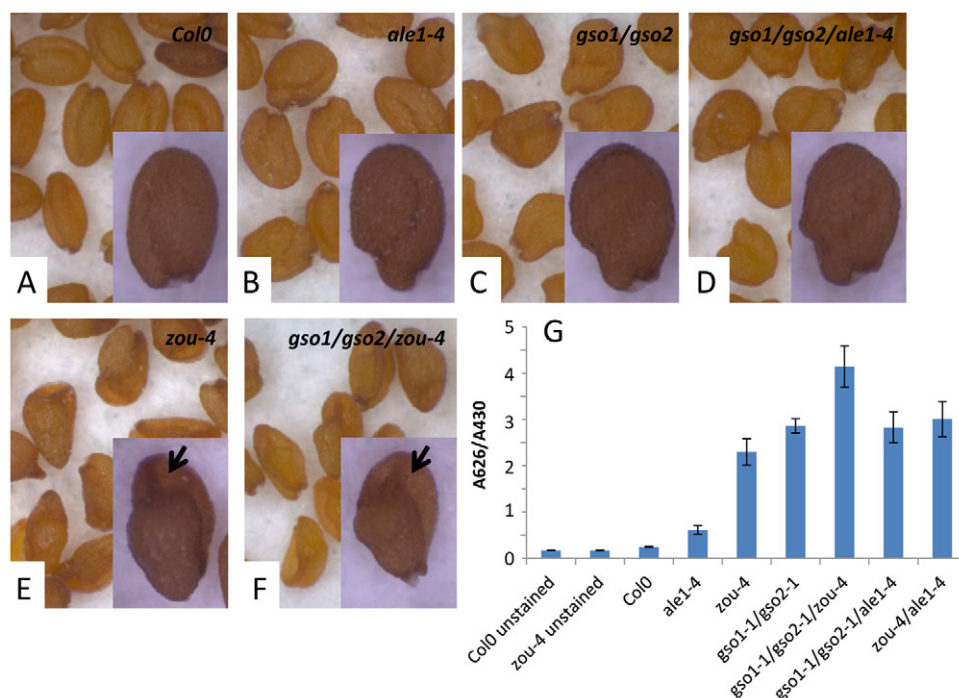 Col0
A
ale1-4
B
gso1/gso2
C
gso1/gso2/ale1-4
D
zou-4
E
gso1/gso2/zou-4
F
G
A626/A430
5
4
3
2
1
0
Col0 unstained
zou-4 unstained
Col0
ale1-4
zou-4
gso1-1/gso2-1
gso1-1/gso2-1/zou-4
gso1-1/gso2-1/ale1-4
zou-4/ale1-4